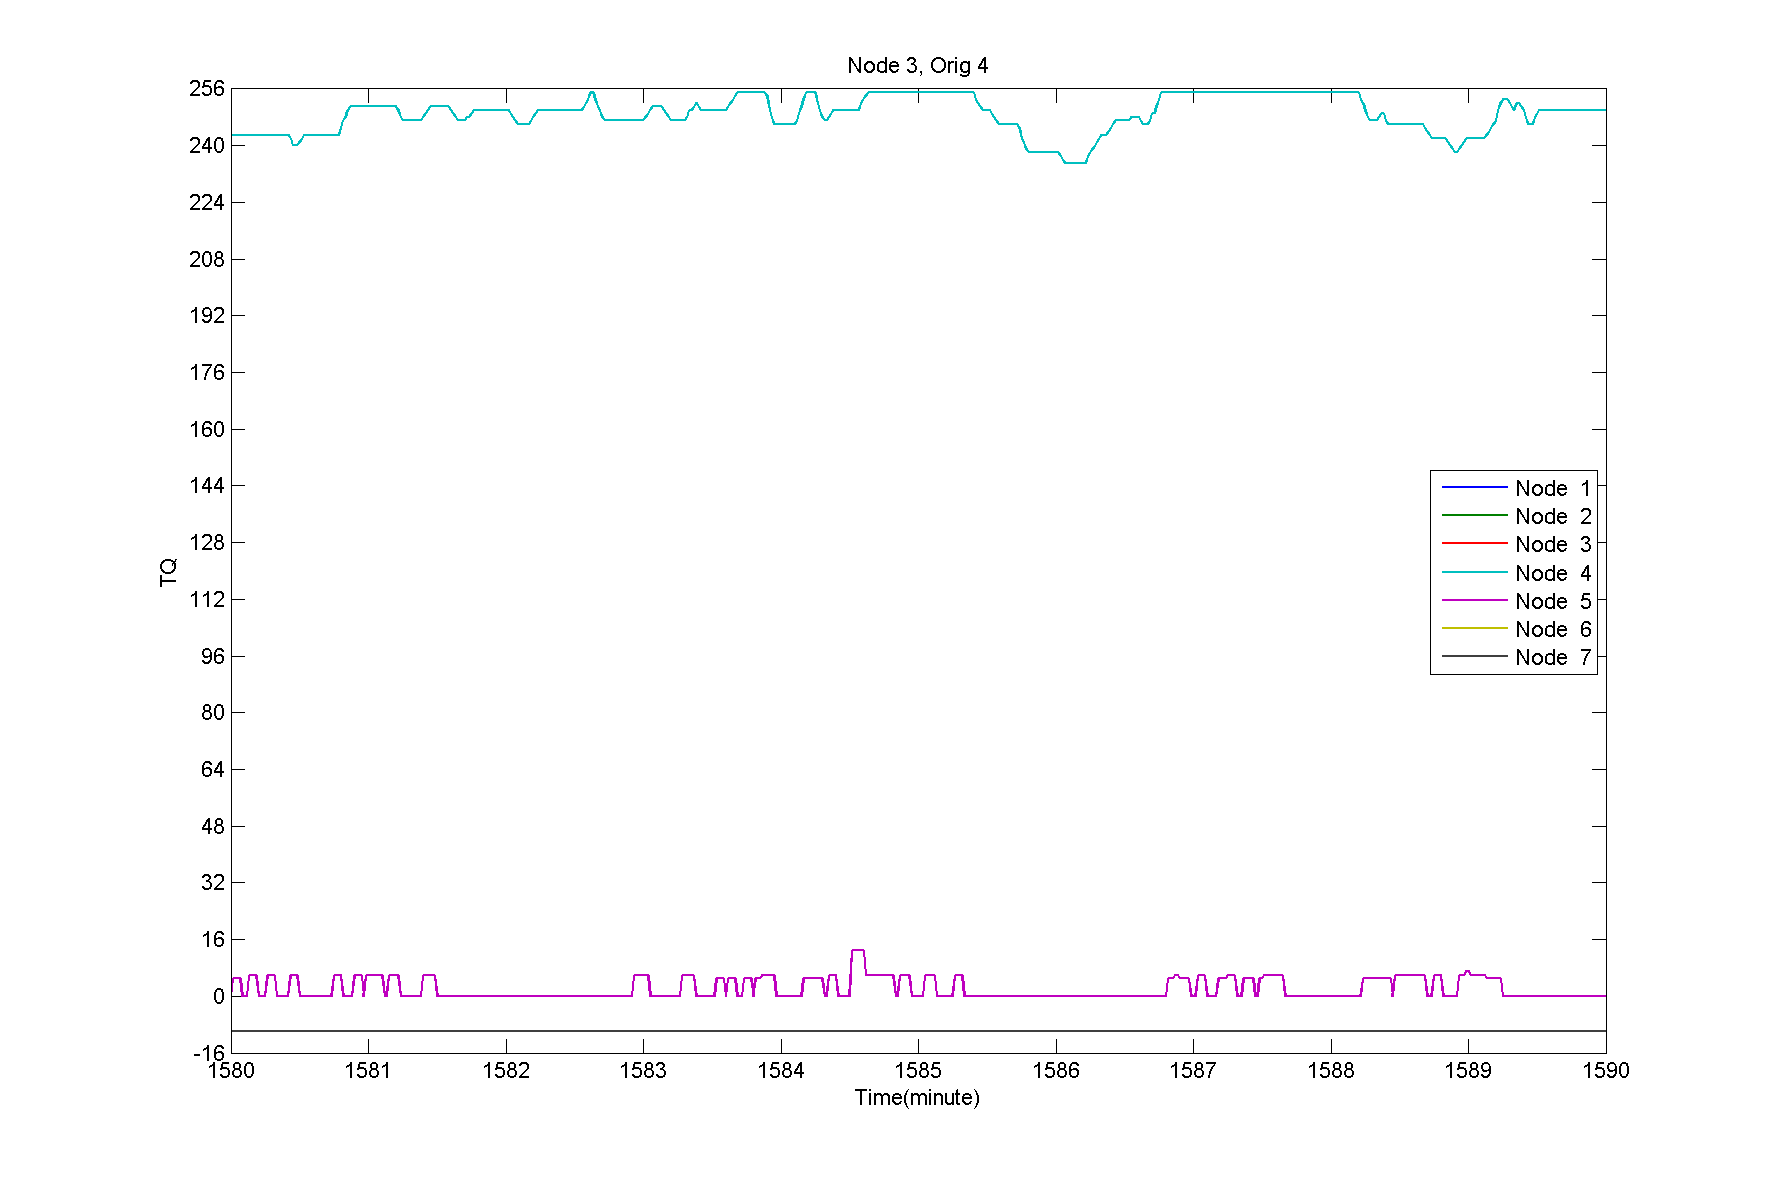 Node 3, Orig 4
256
240
224
208
192
176
160
144
128
112
96
80
64
48
32
16
0
-16
TQ
Node 1
Node 2
Node 3
Node 4
Node 5
Node 6
Node 7
1580 1581 1582 1583 1584 1585 1586 1587 1588 1589 1590
Time(minute)